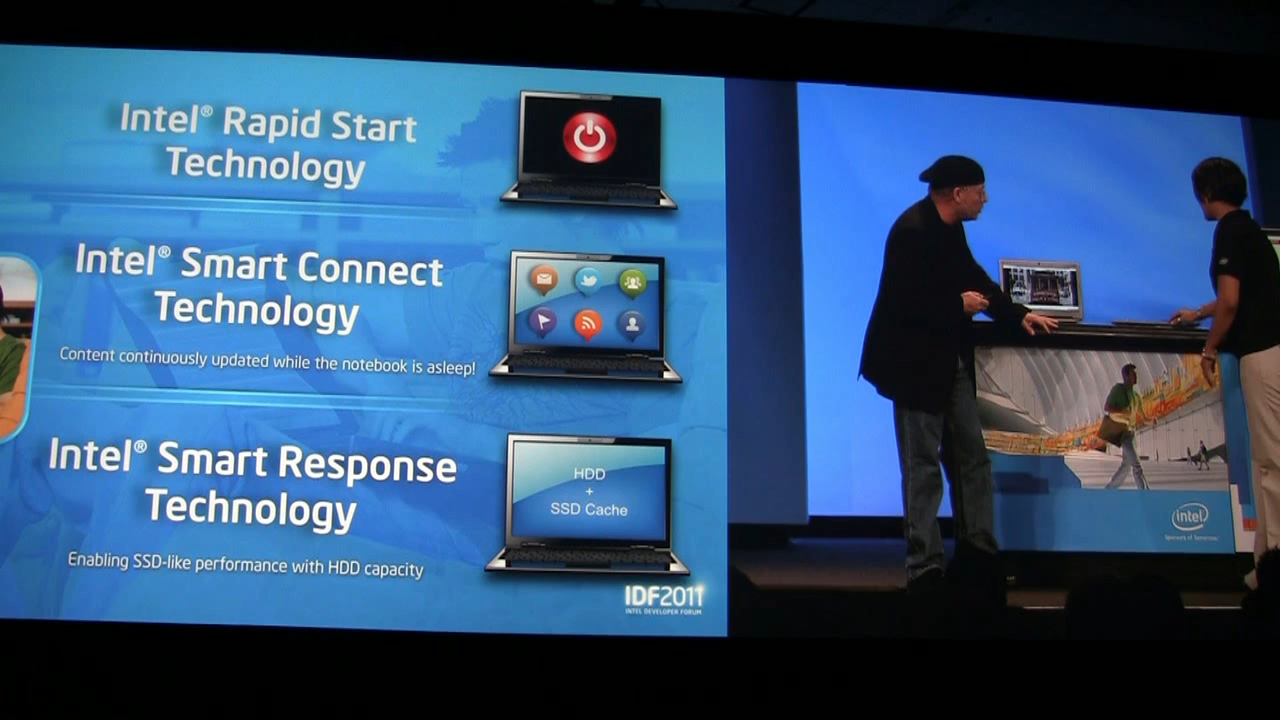 Intel® Rapid Start
Technology
Intel® Smart Connect
Technology
Content continuously updated while the notebook is asleep!
Intel® Smart Response
Technology
Enabling SSD-like performance with HDD capacity
HDD
+
SSD Cache
IDF2011
INTEL DEVELOPER FORUM
intel
Sponsors of Tomorrow™